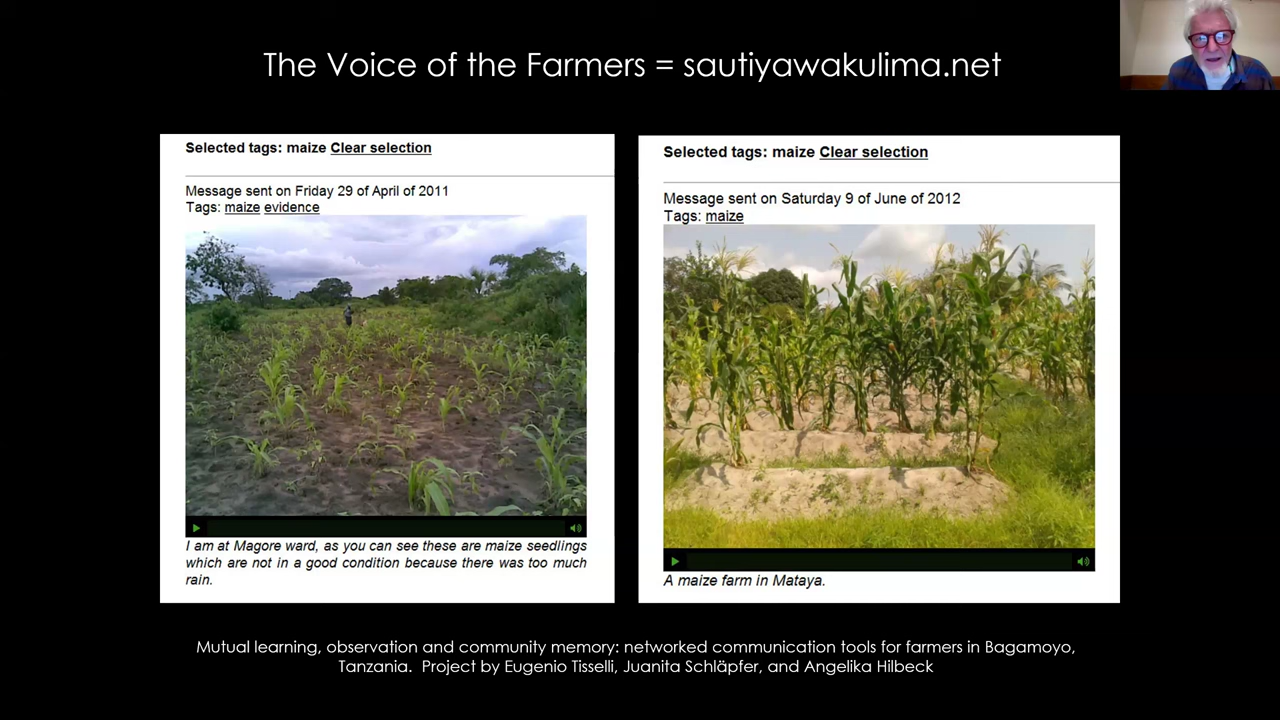 The Voice of the Farmers = sautiyawakulima.net
Selected tags: maize Clear selection
Message sent on Friday 29 of April of 2011
Tags: maize evidence
I am at Magore ward, as you can see these are maize seedlings
which are not in a good condition because there was too much
rain.
Selected tags: maize Clear selection
Message sent on Saturday 9 of June of 2012
Tags: maize
A maize farm in Mataya.
Mutual learning, observation and community memory: networked communication tools for farmers in Bagamoyo,
Tanzania. Project by Eugenio Tisselli, Juanita Schläpfer, and Angelika Hilbeck